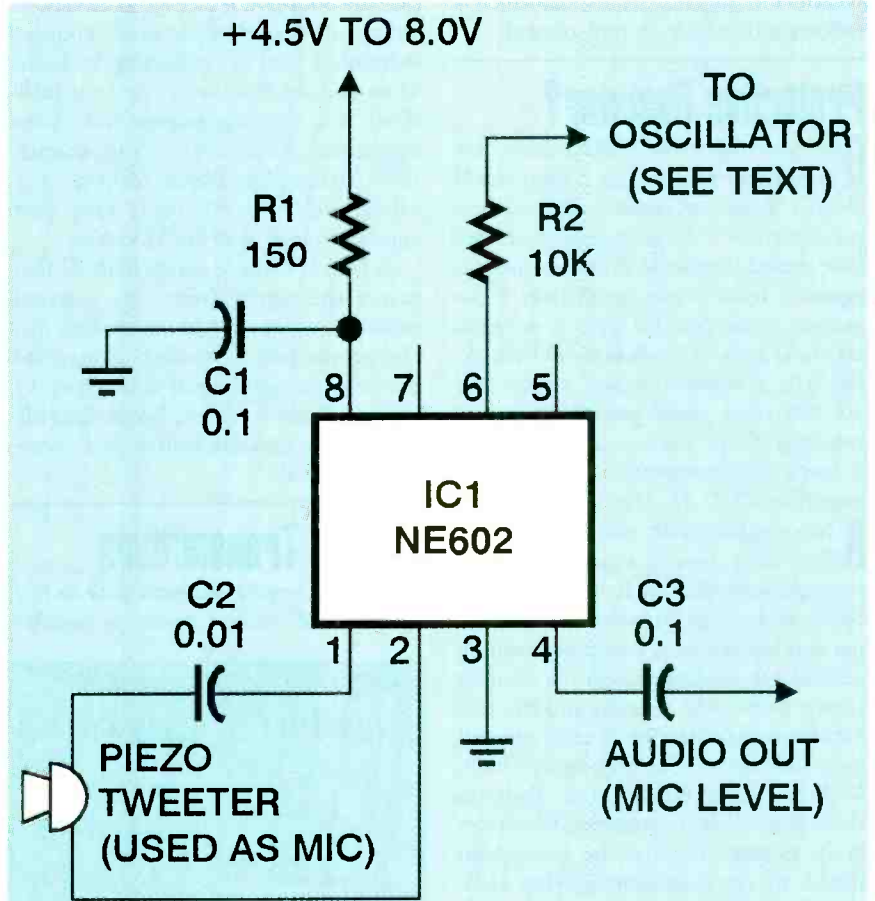 +4.5V TO 8.0V
TO
OSCILLATOR
(SEE TEXT)
R1
150
R2
10K
C1
0.1
8 7 6 5
IC1
NE602
C2
0.01
C3
0.1
1 2 3 4
PIEZO
TWEETER
(USED AS MIC)
AUDIO OUT
(MIC LEVEL)